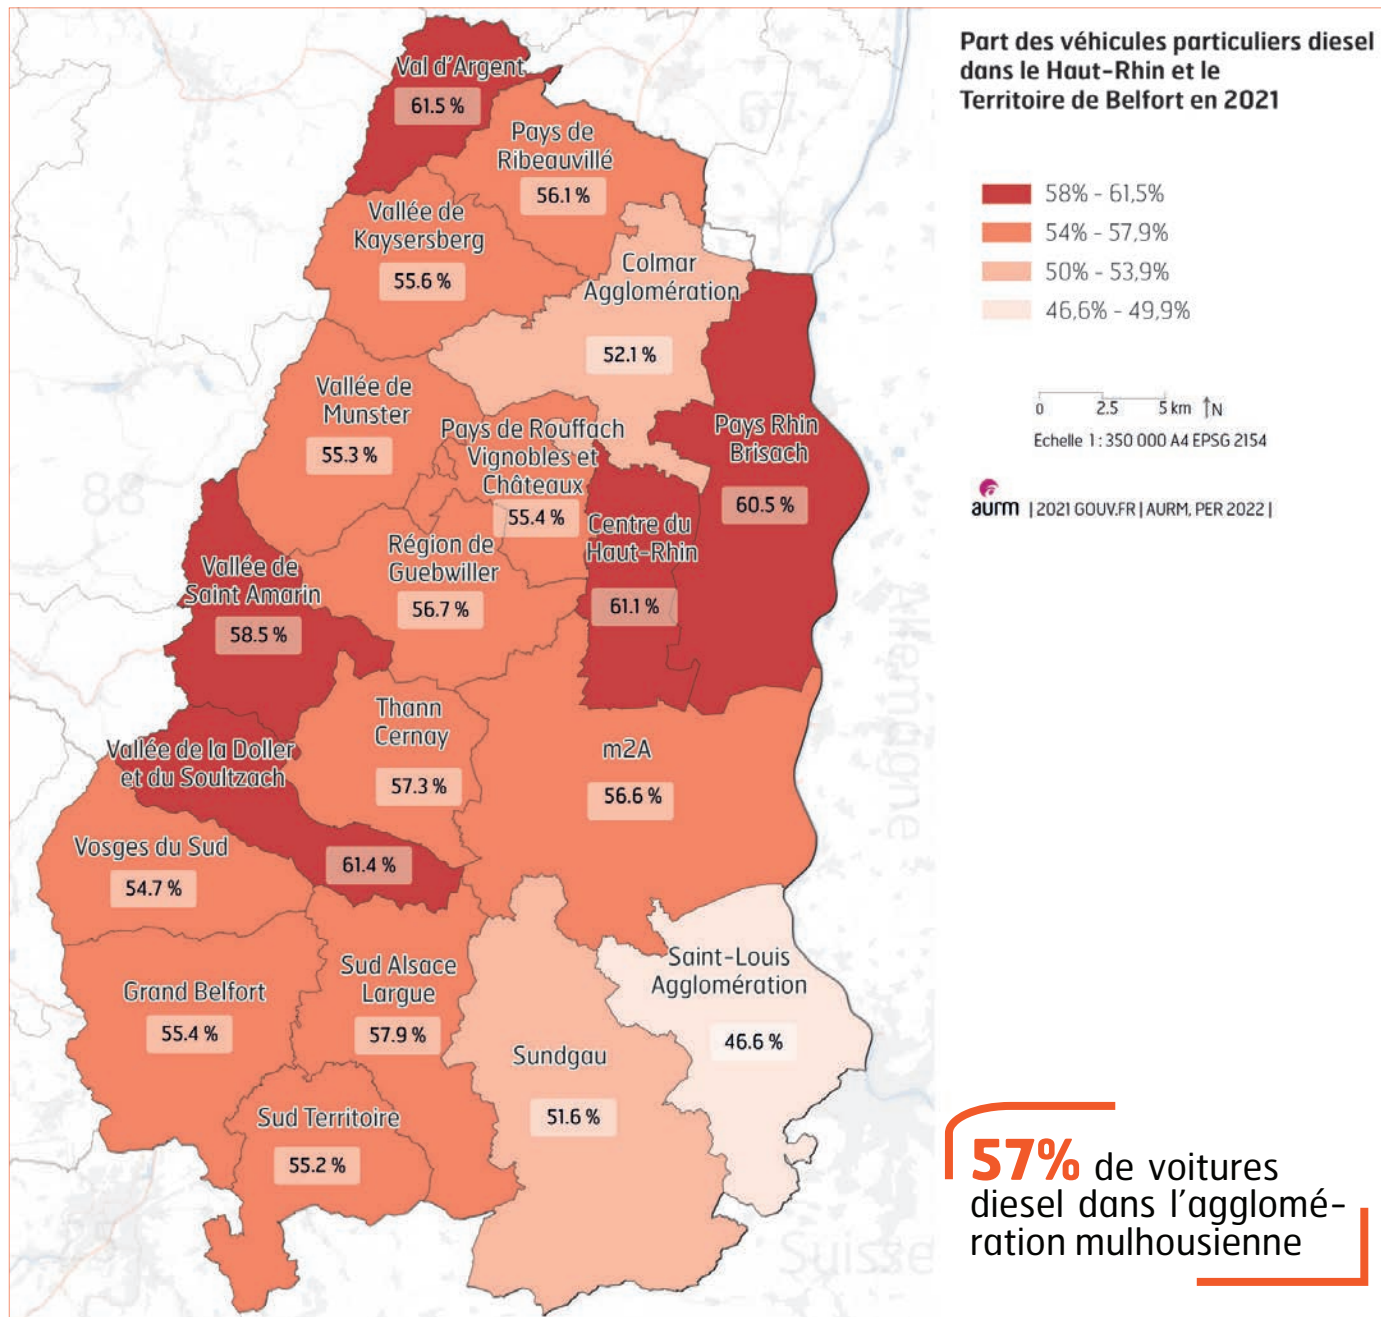 Part des véhicules particuliers diesel
dans le Haut-Rhin et le
Territoire de Belfort en 2021
58% - 61,5%
54% - 57,9%
50% - 53,9%
46,6% - 49,9%
0 2.5 5 km N
Echelle 1 : 350 000 A4 EPSG 2154
aurm | 2021 GOUV.FR | AURM, PER 2022 |
Val d'Argent
61.5 %
67
Pays de
Ribeauvillé
56.1 %
Vallée de
Kaysersberg
55.6 %
Colmar
Agglomération
52.1 %
Vallée de
Munster
55.3 %
Pays de Rouffach
Vignobles et
Châteaux
55.4 %
Pays Rhin
Brisach
60.5 %
88
Centre du
Haut-Rhin
61.1 %
Région de
Guebwiller
56.7 %
Vallée de
Saint Amarin
58.5 %
Allemagne
Thann
Cernay
57.3 %
m2A
56.6 %
Vallée de la Doller
et du Soultzach
61.4 %
Vosges du Sud
54.7 %
Grand Belfort
55.4 %
Sud Alsace
Largue
57.9 %
Saint-Louis
Agglomération
46.6 %
Sundgau
51.6 %
Sud Territoire
55.2 %
Suisse
57% de voitures
diesel dans l'agglomé-
ration mulhousienne